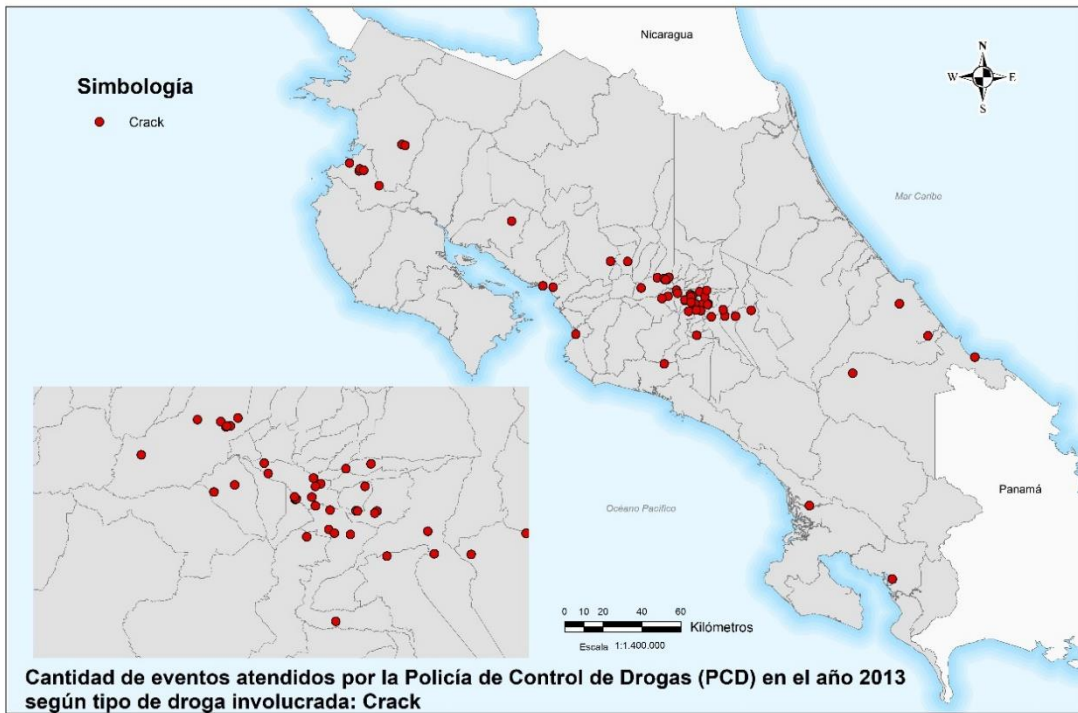 Nicaragua
N
W E
S
Simbología
Crack
Mar Caribe
Panamá
Océano Pacífico
0 10 20 40 60
Kilómetros
Escala 1:1.400.000
Cantidad de eventos atendidos por la Policía de Control de Drogas (PCD) en el año 2013
según tipo de droga involucrada: Crack